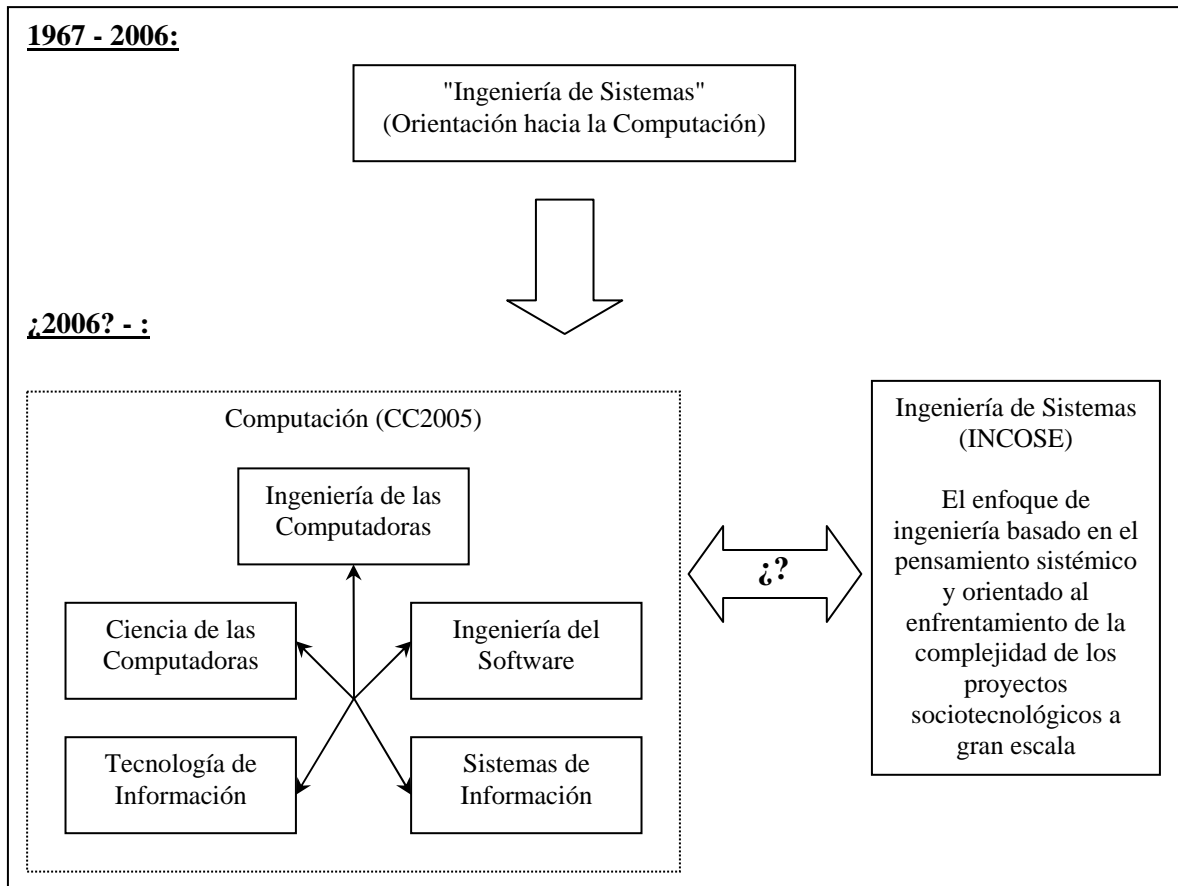 1967 - 2006:
"Ingeniería de Sistemas"
(Orientación hacia la Computación)
¿2006? - :
Computación (CC2005)
Ingeniería de las
Computadoras
Ciencia de las
Computadoras
Ingeniería del
Software
Tecnología de
Información
Sistemas de
Información
¿?
Ingeniería de Sistemas
(INCOSE)
El enfoque de
ingeniería basado en el
pensamiento sistémico
y orientado al
enfrentamiento de la
complejidad de los
proyectos
sociotecnológicos a
gran escala